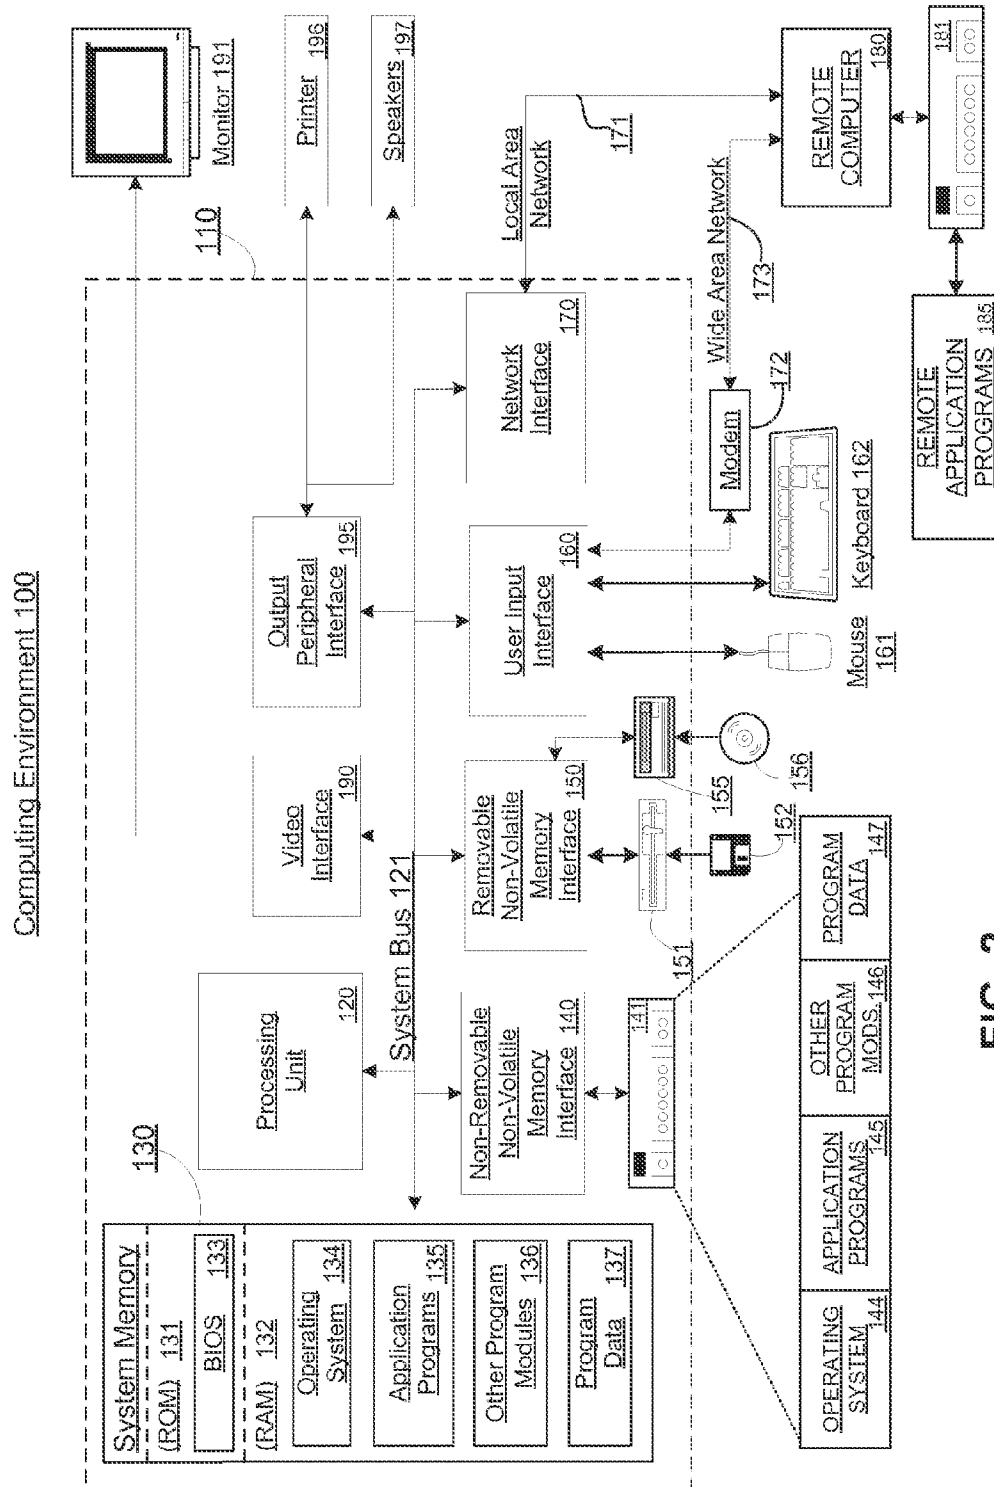 Computing Environment 100
Monitor 191
Printer 196
Speakers 197
110
System Memory
(ROM) 131
BIOS 133
(RAM) 132
Operating
System 134
Application
Programs 135
Other Program
Modules 136
Program
Data 137
130
Processing
Unit
120
Video
Interface
190
Output
Peripheral
Interface 195
System Bus 121
Non-Removable
Non-Volatile
Memory
Interface 140
Removable
Non-Volatile
Memory
Interface 150
User Input
Interface
160
Network
Interface
170
Local Area
Network
171
Wide Area Network
173
Modem
172
141
151
152
155
156
Mouse
161
Keyboard 162
REMOTE
COMPUTER
180
181
REMOTE
APPLICATION
PROGRAMS 185
OPERATING
SYSTEM
144
APPLICATION
PROGRAMS
145
OTHER
PROGRAM
MODS. 146
PROGRAM
DATA
147
FIG.